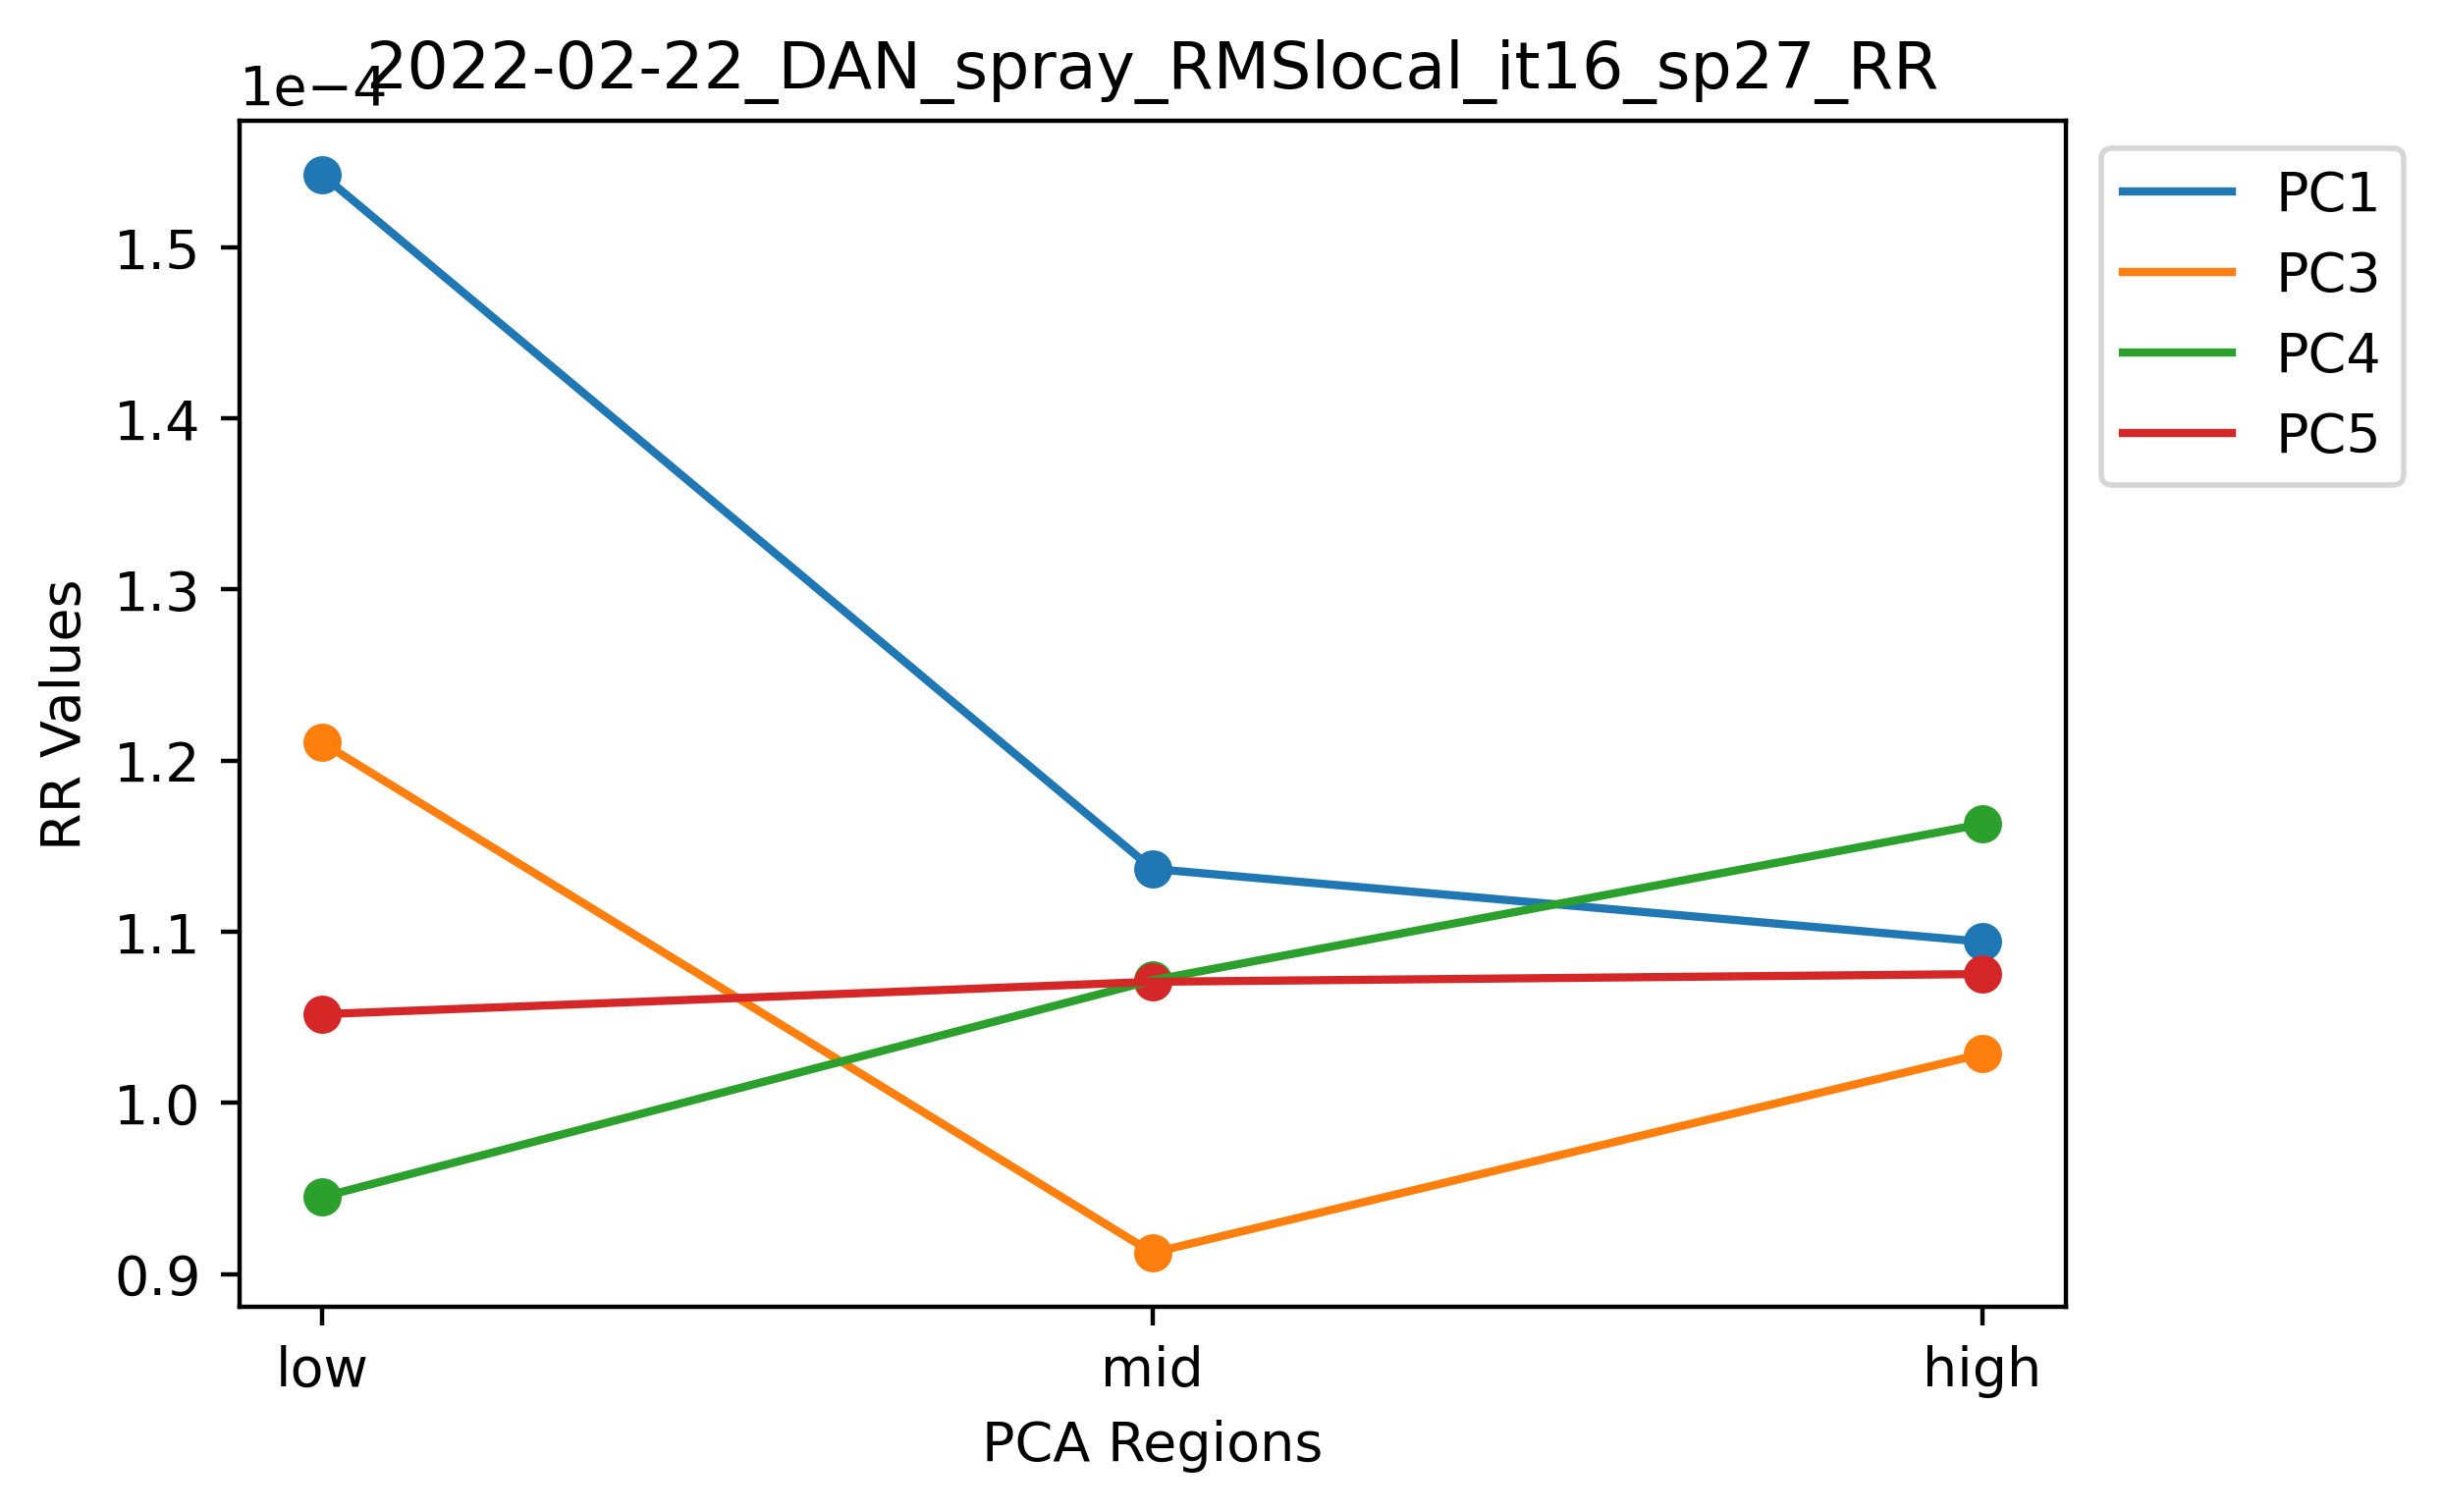 2022-02-22_DAN_spray_RMSlocal_it16_sp27_RR
1e−4
1.5
1.4
1.3
1.2
1.1
1.0
0.9
RR Values
low
mid
high
PCA Regions
PC1
PC3
PC4
PC5